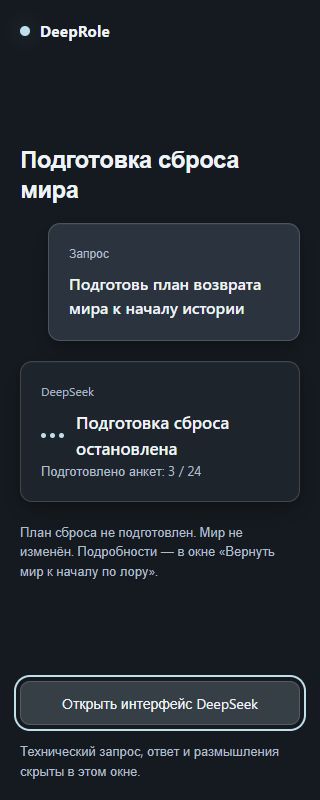 DeepRole
Подготовка сброса
мира
Запрос
Подготовь план возврата
мира к началу истории
DeepSeek
Подготовка сброса
остановлена
Подготовлено анкет: 3 / 24
План сброса не подготовлен. Мир не
изменён. Подробности — в окне «Вернуть
мир к началу по лору».
Открыть интерфейс DeepSeek
Технический запрос, ответ и размышления
скрыты в этом окне.